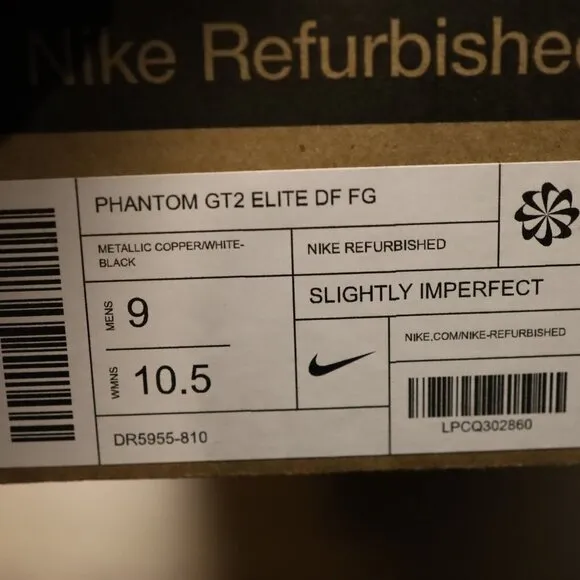 Nike Refurbished
PHANTOM GT2 ELITE DF FG
METALLIC COPPER/WHITE-
BLACK
NIKE REFURBISHED
SLIGHTLY IMPERFECT
MENS 9
WMNS 10.5
NIKE.COM/NIKE-REFURBISHED
LPCQ302860
DR5955-810